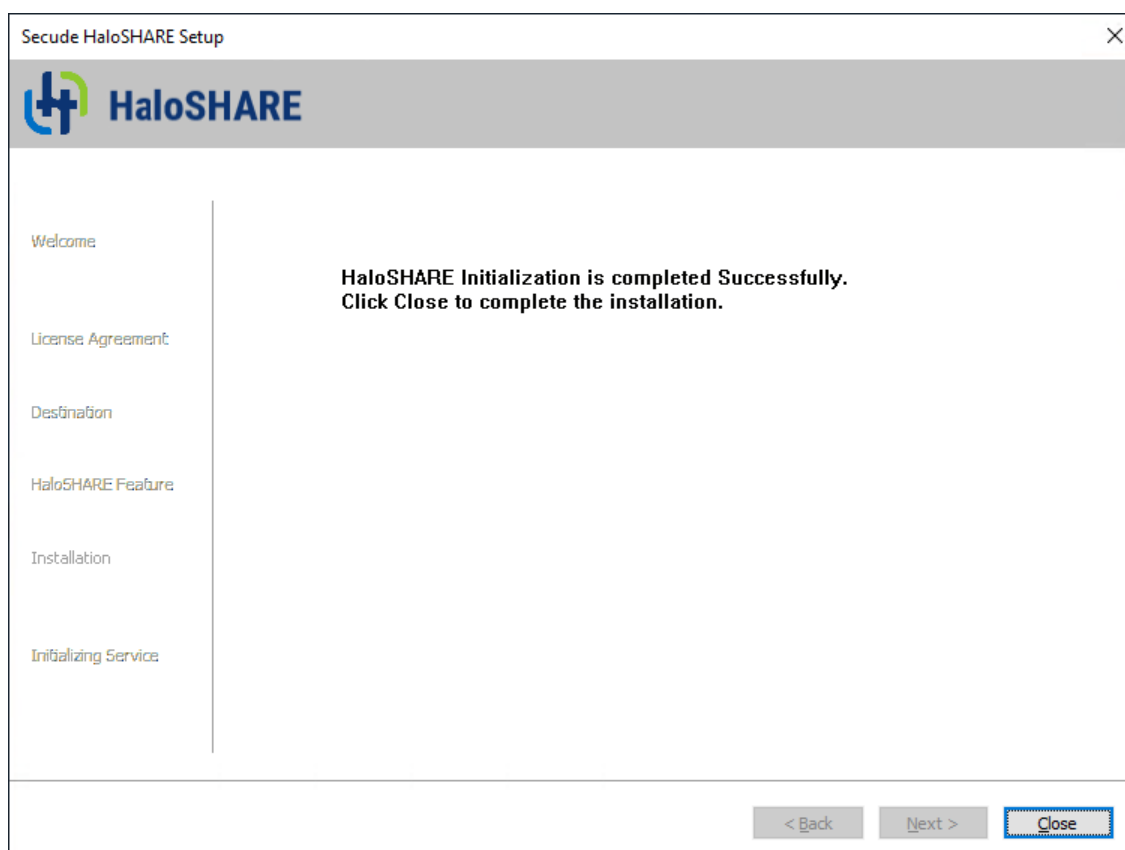 Secude HaloSHARE Setup
HaloSHARE
Welcome
License Agreement
Destination
HaloSHARE Feature
Installation
Initializing Service
HaloSHARE Initialization is completed Successfully.
Click Close to complete the installation.
< Back
Next >
Close